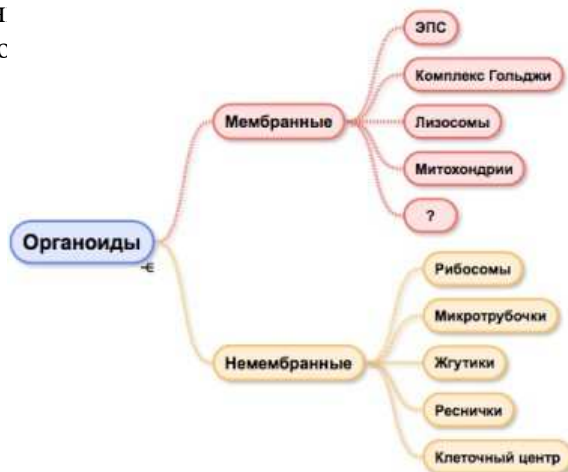 ЭПС
Комплекс Гольджи
Мембранные
Лизосомы
Митохондрии
?
Органоиды
Рибосомы
Микротрубочки
Немембранные
Жгутики
Реснички
Клеточный центр